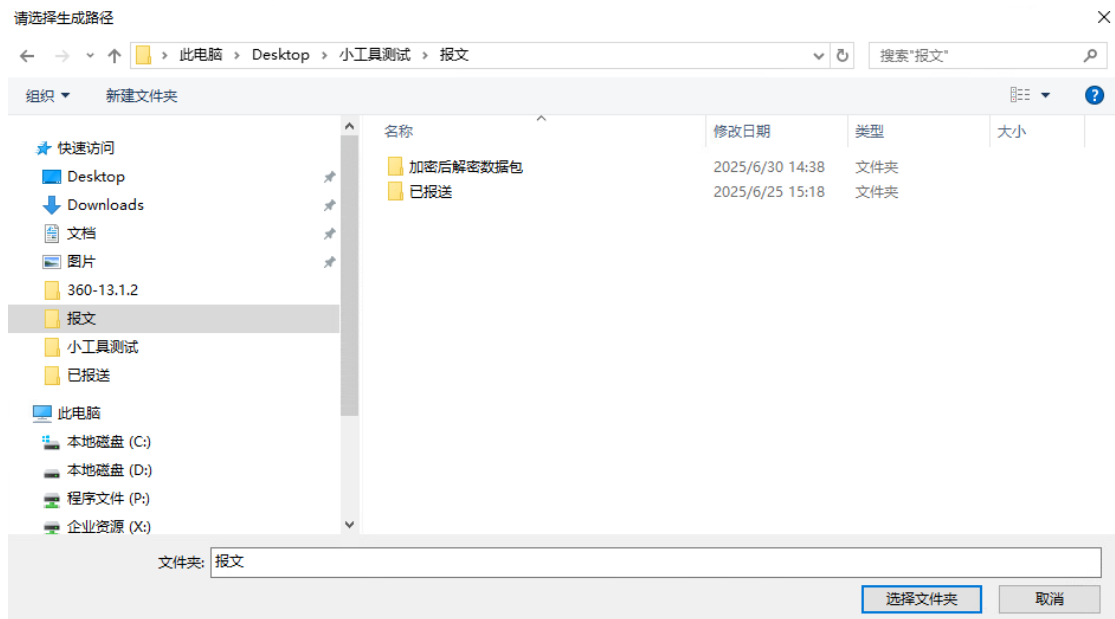 请选择生成路径
此电脑 › Desktop › 小工具测试 › 报文
搜索"报文"
组织 新建文件夹
快速访问
Desktop
Downloads
文档
图片
360-13.1.2
报文
小工具测试
已报送
此电脑
本地磁盘 (C:)
本地磁盘 (D:)
程序文件 (P:)
企业资源 (X:)
名称 修改日期 类型 大小
加密后解密数据包 2025/6/30 14:38 文件夹
已报送 2025/6/25 15:18 文件夹
文件夹: 报文
选择文件夹 取消